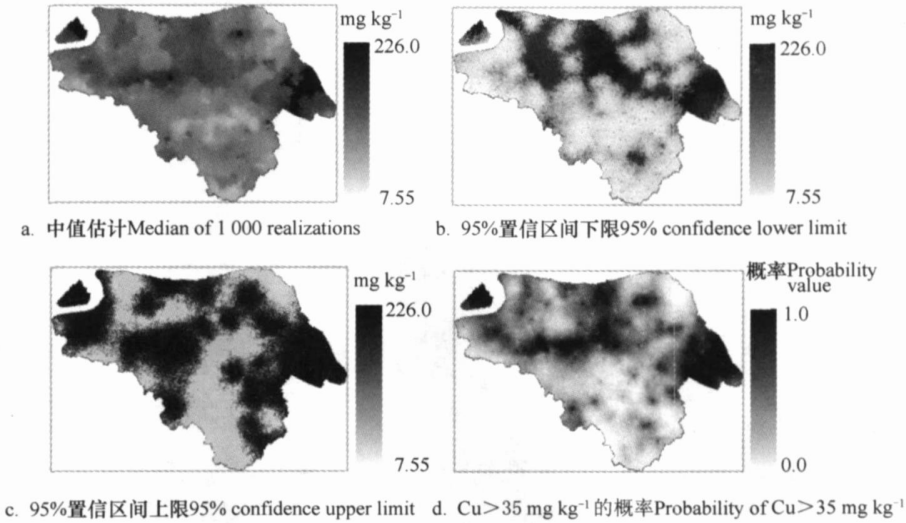 mg kg⁻¹
226.0
7.55
a. 中值估计Median of 1 000 realizations
mg kg⁻¹
226.0
7.55
b. 95%置信区间下限95% confidence lower limit
mg kg⁻¹
226.0
7.55
c. 95%置信区间上限95% confidence upper limit
概率Probability
value
1.0
0.0
d. Cu＞35 mg kg⁻¹的概率Probability of Cu＞35 mg kg⁻¹